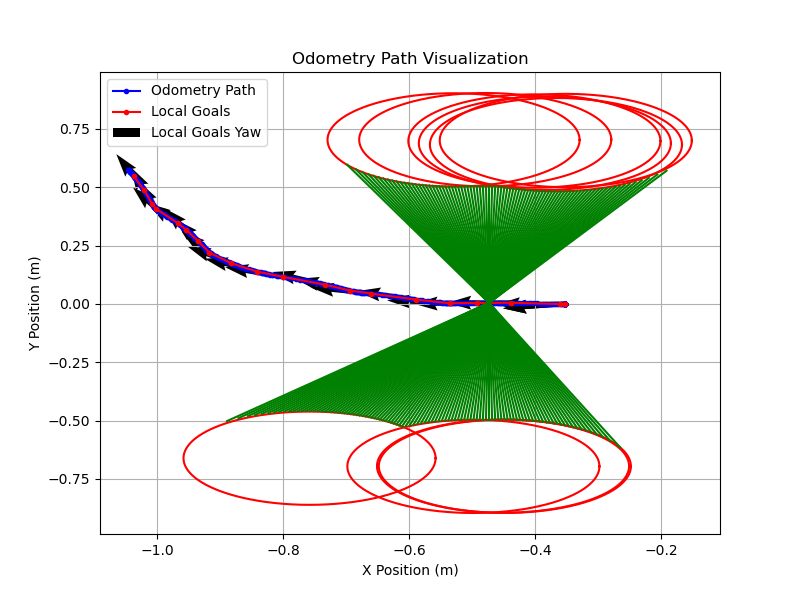 Odometry Path Visualization
Odometry Path
Local Goals
Local Goals Yaw
Y Position (m)
0.75
0.50
0.25
0.00
−0.25
−0.50
−0.75
−1.0
−0.8
−0.6
−0.4
−0.2
X Position (m)